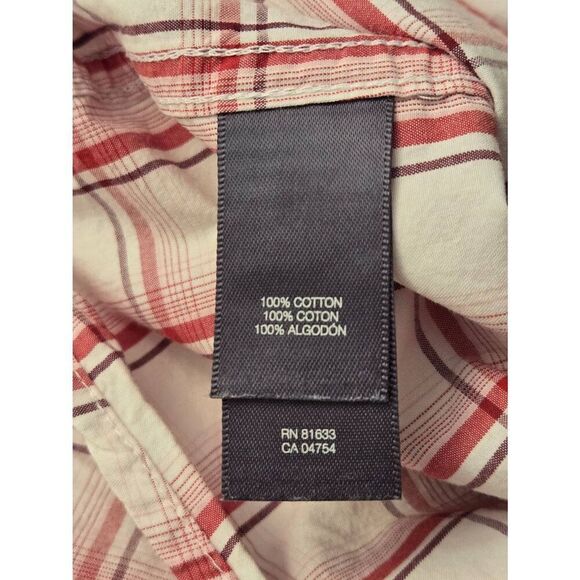 100% COTTON
100% COTON
100% ALGODÓN
RN 81633
CA 04754